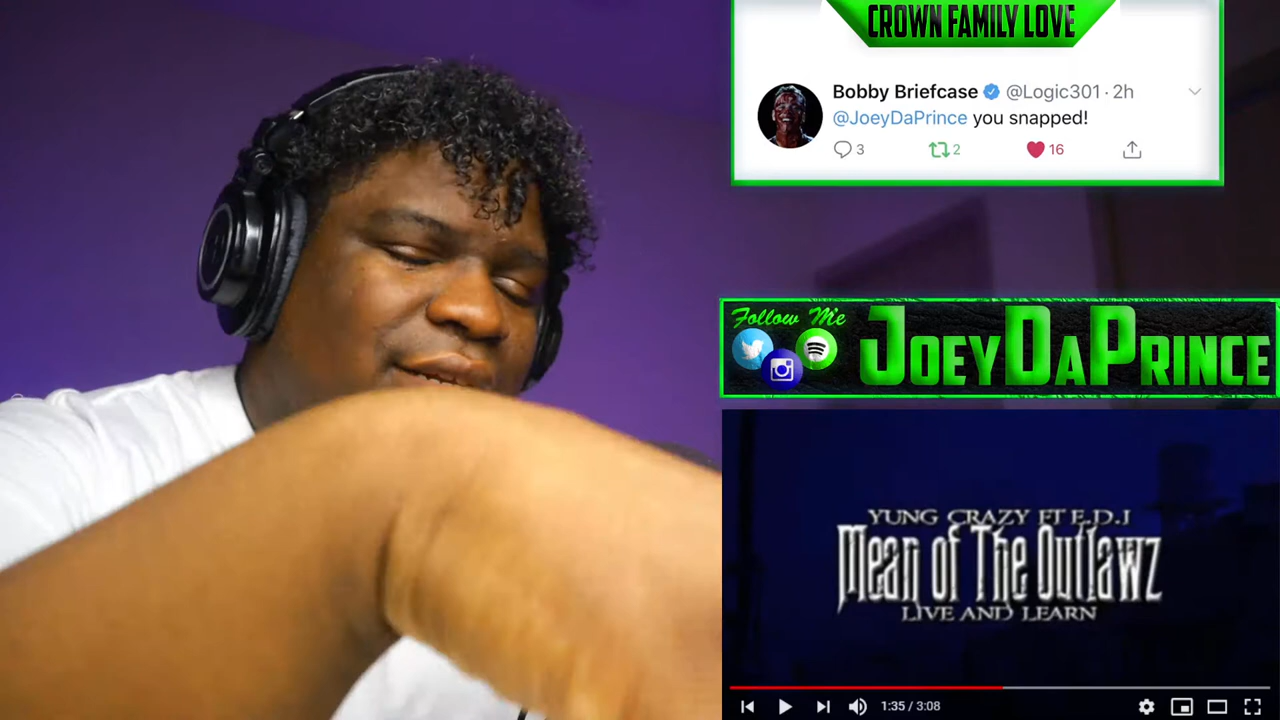 CROWN FAMILY LOVE
Bobby Briefcase @Logic301 · 2h
@JoeyDaPrince you snapped!
3 2 16
Follow Me
JOEYDAPRINCE
YUNG CRAZY FT E.D.I
Mean of The Outlawz
LIVE AND LEARN
1:35 / 3:08